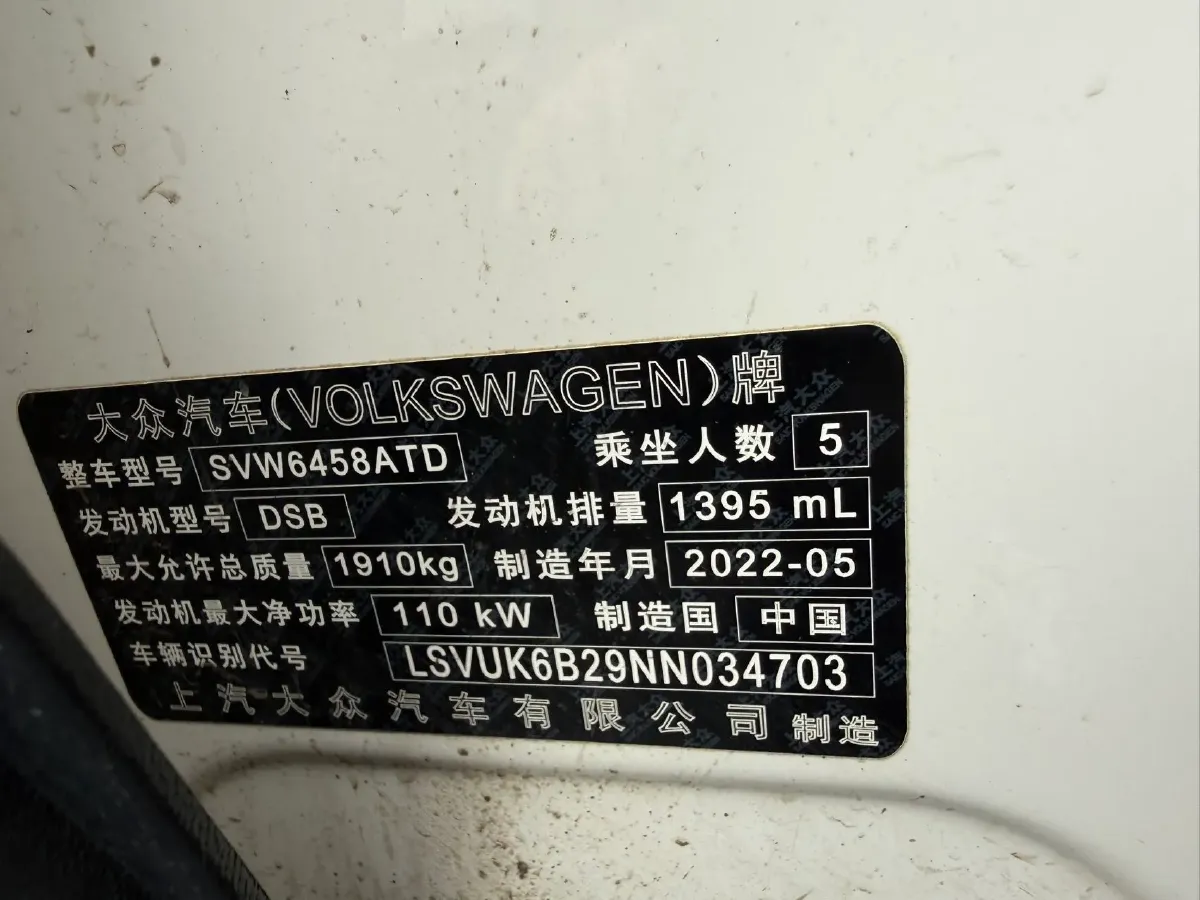 大众汽车(VOLKSWAGEN)牌
整车型号 SVW6458ATD 乘坐人数 5
发动机型号 DSB 发动机排量 1395 mL
最大允许总质量 1910kg 制造年月 2022-05
发动机最大净功率 110 kW 制造国 中国
车辆识别代号 LSVUK6B29NN034703
上汽大众汽车有限公司 制造